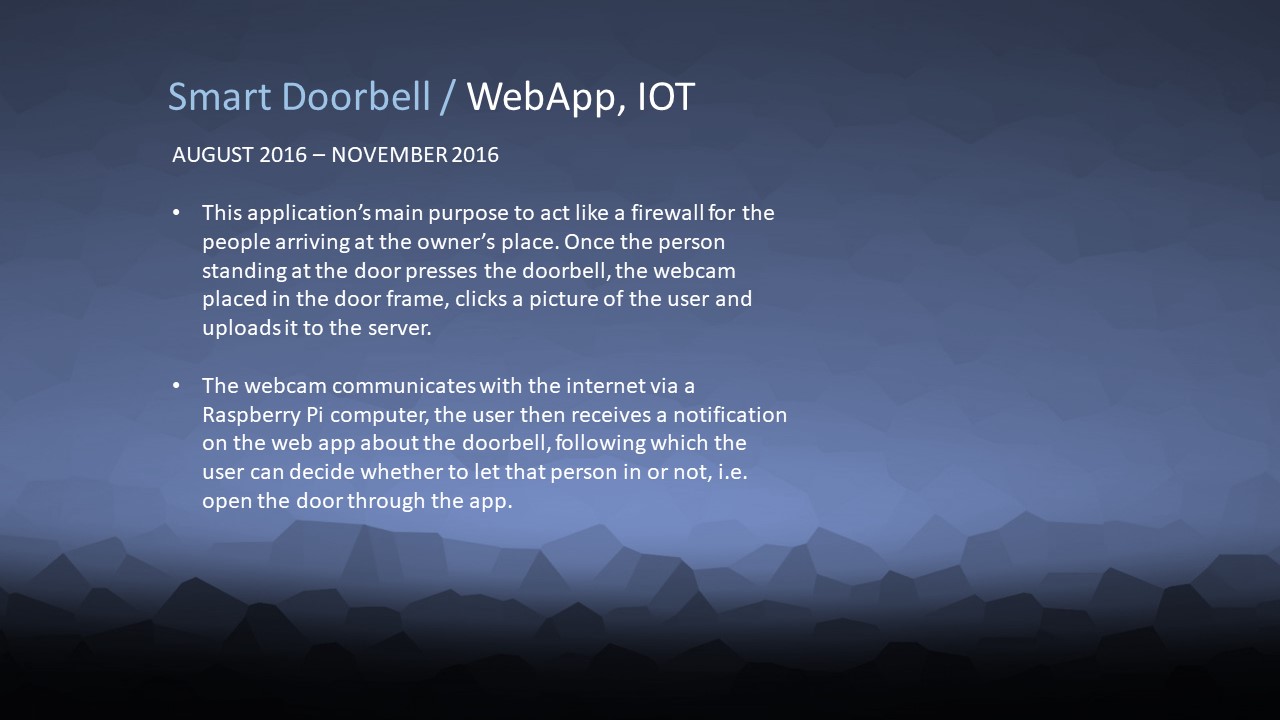 Smart Doorbell / WebApp, IOT
AUGUST 2016 – NOVEMBER 2016
• This application’s main purpose to act like a firewall for the
people arriving at the owner’s place. Once the person
standing at the door presses the doorbell, the webcam
placed in the door frame, clicks a picture of the user and
uploads it to the server.
• The webcam communicates with the internet via a
Raspberry Pi computer, the user then receives a notification
on the web app about the doorbell, following which the
user can decide whether to let that person in or not, i.e.
open the door through the app.